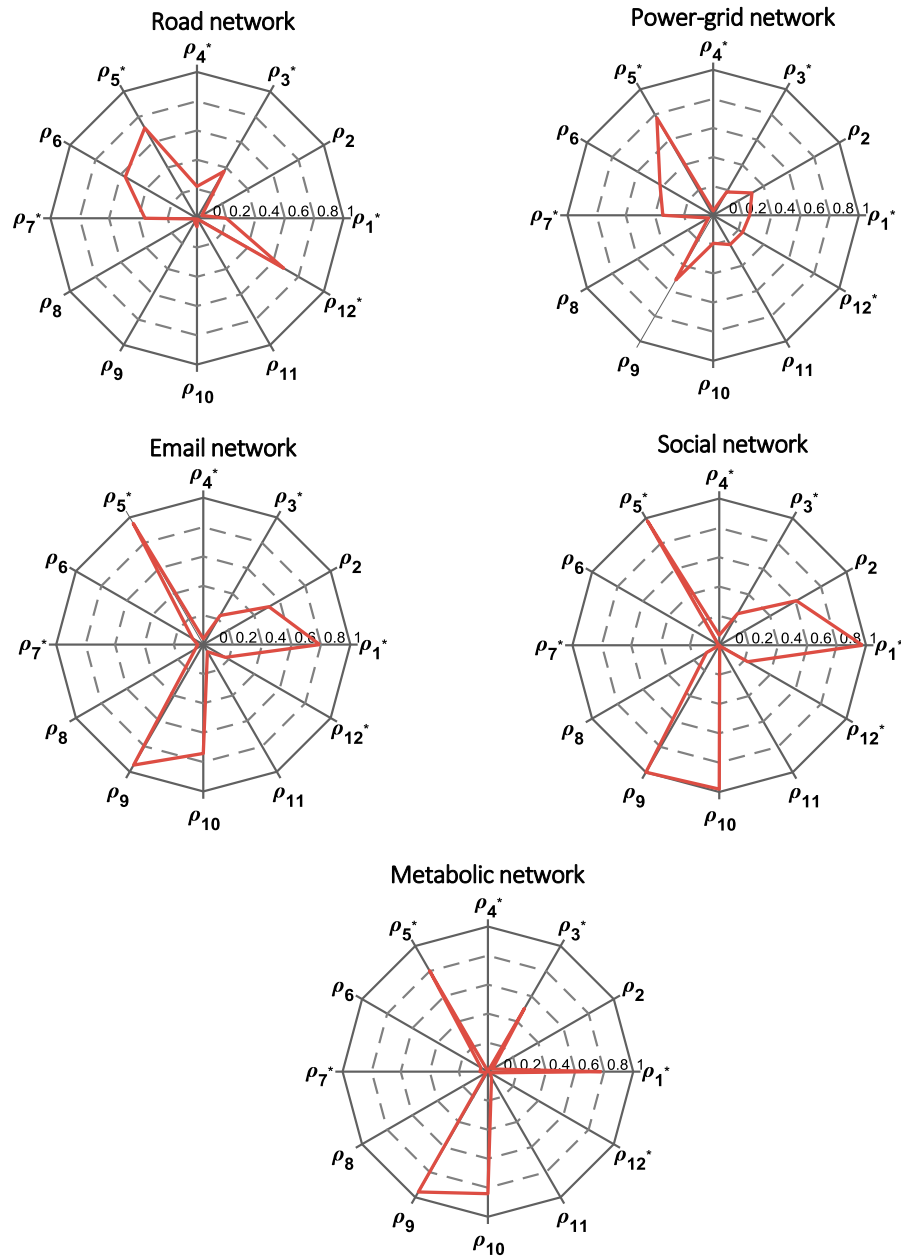 Road network
ρ4*
ρ5*
ρ3*
ρ6
ρ2
ρ7*
0 0.2 0.4 0.6 0.8 1
ρ1*
ρ8
ρ12*
ρ9
ρ11
ρ10
Power-grid network
ρ4*
ρ5*
ρ3*
ρ6
ρ2
ρ7*
0 0.2 0.4 0.6 0.8 1
ρ1*
ρ8
ρ12*
ρ9
ρ11
ρ10
Email network
ρ4*
ρ5*
ρ3*
ρ6
ρ2
ρ7*
0 0.2 0.4 0.6 0.8 1
ρ1*
ρ8
ρ12*
ρ9
ρ11
ρ10
Social network
ρ4*
ρ5*
ρ3*
ρ6
ρ2
ρ7*
0 0.2 0.4 0.6 0.8 1
ρ1*
ρ8
ρ12*
ρ9
ρ11
ρ10
Metabolic network
ρ4*
ρ5*
ρ3*
ρ6
ρ2
ρ7*
0 0.2 0.4 0.6 0.8 1
ρ1*
ρ8
ρ12*
ρ9
ρ11
ρ10